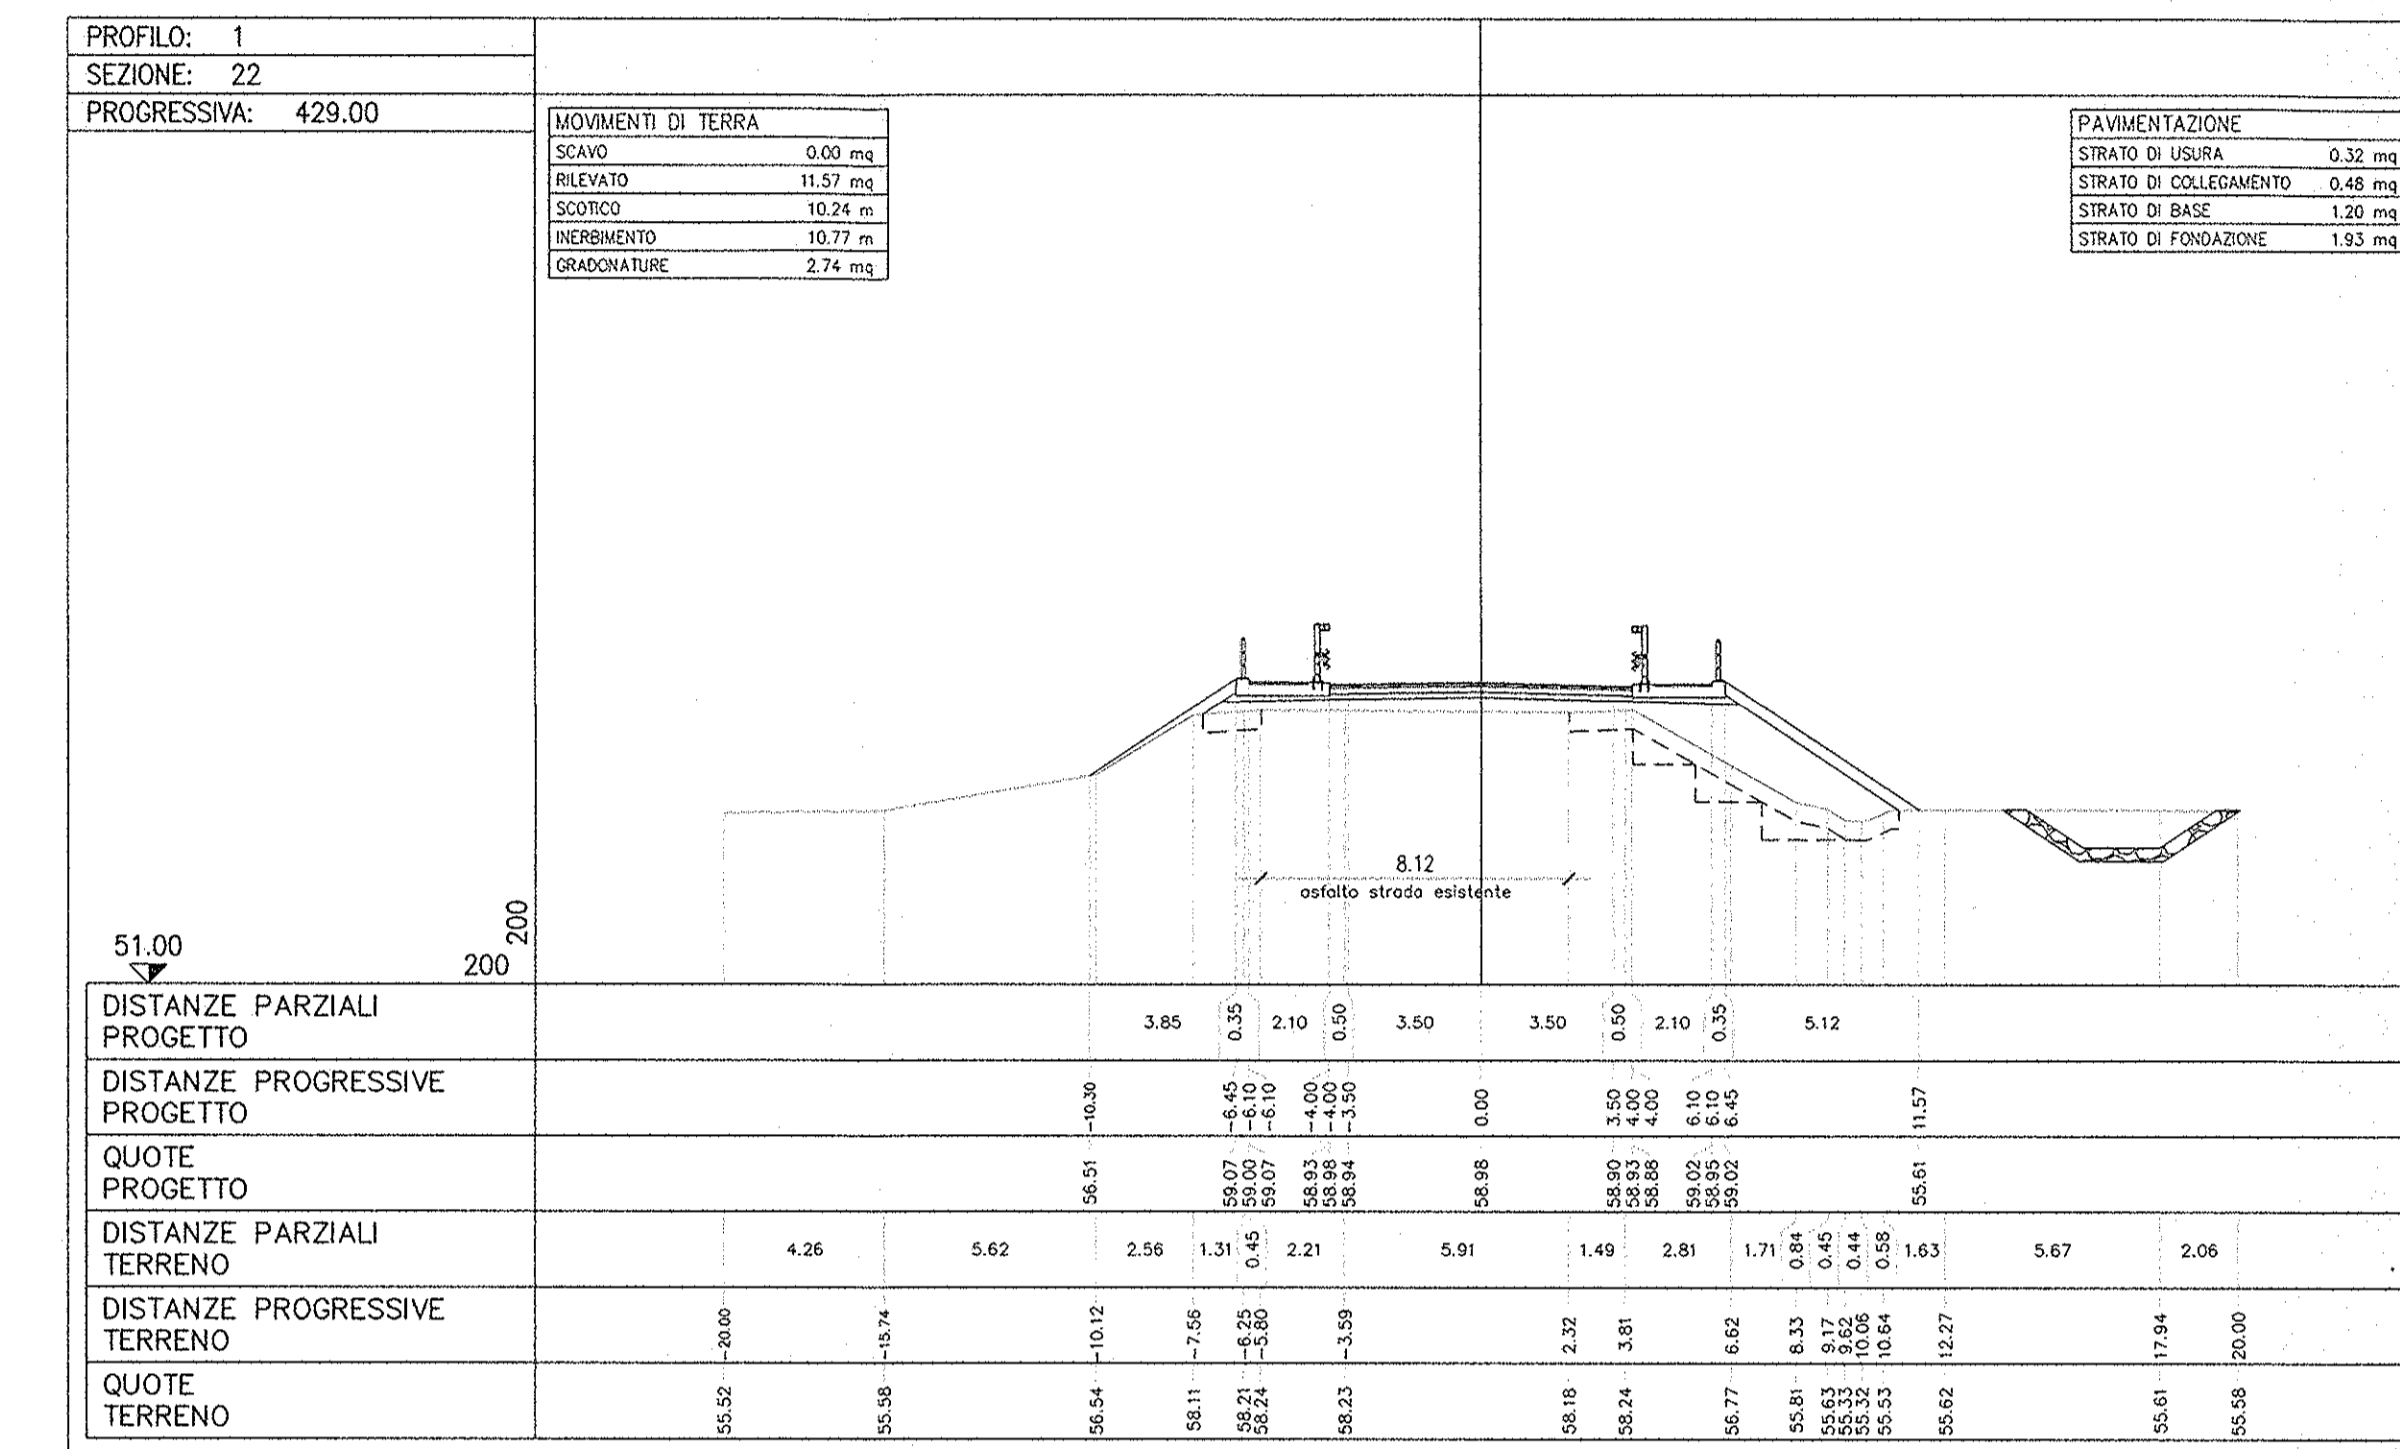 PROFILO: 1
SEZIONE: 22
PROGRESSIVA: 429.00
MOVIMENTI DI TERRA
SCAVO 0.00 mq
RILEVATO 11.57 mq
SCOTICO 10.24 m
INERBIMENTO 10.77 m
GRADONATURE 2.74 mq
PAVIMENTAZIONE
STRATO DI USURA 0.32 mq
STRATO DI COLLEGAMENTO 0.48 mq
STRATO DI BASE 1.20 mq
STRATO DI FONDAZIONE 1.93 mq
8.12
asfalto strada esistente
51.00
200
200
DISTANZE PARZIALI
PROGETTO
3.85 0.35 2.10 0.50 3.50 3.50 0.50 2.10 0.35 5.12
DISTANZE PROGRESSIVE
PROGETTO
-10.30 -6.45 -6.10 -6.10 -4.00 -4.00 -3.50 0.00 3.50 4.00 4.00 6.10 6.10 6.45 11.57
QUOTE
PROGETTO
56.51 59.07 59.00 59.07 58.93 58.98 58.94 58.98 58.90 58.93 58.88 59.02 58.95 59.02 55.61
DISTANZE PARZIALI
TERRENO
4.26 5.62 2.56 1.31 0.45 2.21 5.91 1.49 2.81 1.71 0.84 0.45 0.44 0.58 1.63 5.67 2.06
DISTANZE PROGRESSIVE
TERRENO
-20.00 -15.74 -10.12 -7.56 -6.25 -5.80 -3.59 2.32 3.81 6.62 8.33 9.17 9.62 10.06 10.64 12.27 17.94 20.00
QUOTE
TERRENO
55.52 55.58 56.54 58.11 58.21 58.24 58.23 58.18 58.24 56.77 55.81 55.63 55.33 55.32 55.53 55.62 55.61 55.58